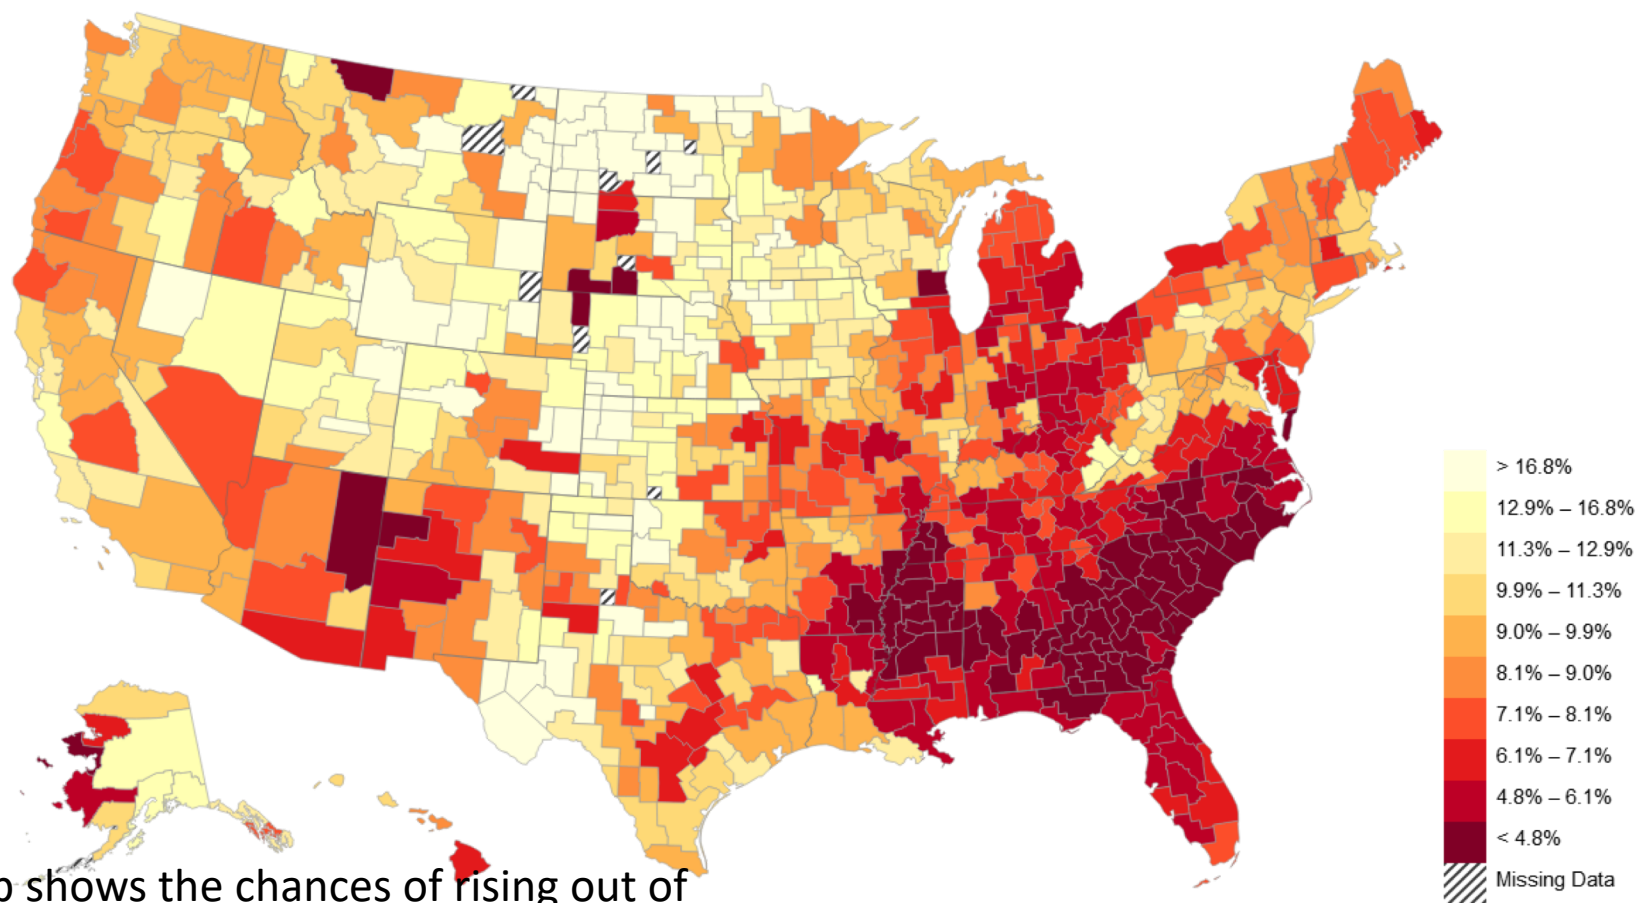 > 16.8%
12.9% – 16.8%
11.3% – 12.9%
9.9% – 11.3%
9.0% – 9.9%
8.1% – 9.0%
7.1% – 8.1%
6.1% – 7.1%
4.8% – 6.1%
< 4.8%
Missing Data
shows the chances of rising out of